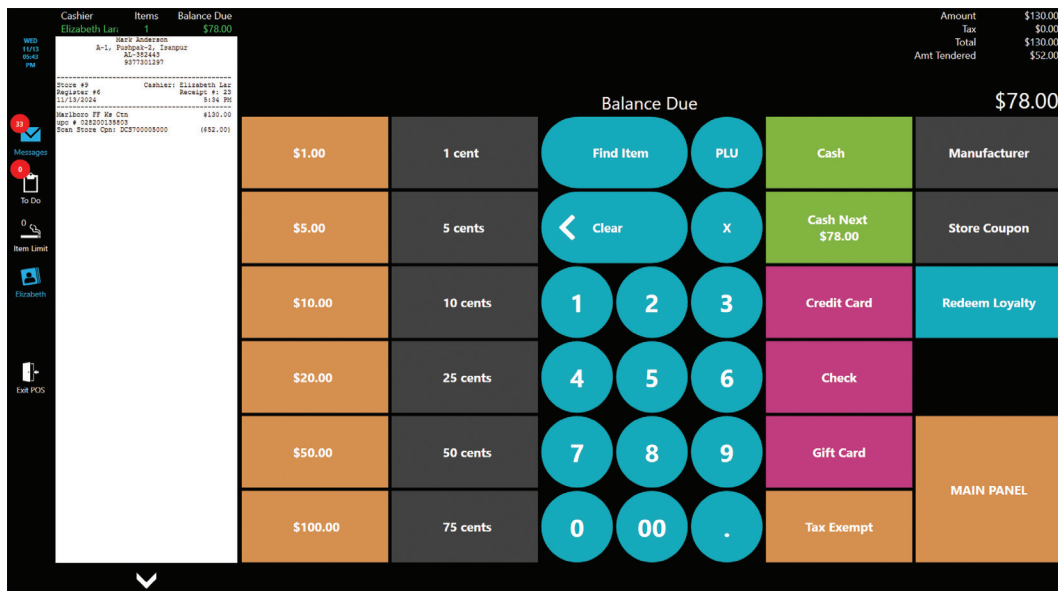 Cashier Items Balance Due
Elizabeth Lar 1 $78.00
Amount $130.00
Tax $0.00
Total $130.00
Amt Tendered $52.00
WED
11/13
05:43
PM
Mark Anderson
A-1, Pushpak-2, Isanpur
AL-382443
9377301297
Store #9 Cashier: Elizabeth Lar
Register #6 Receipt #: 23
11/13/2024 5:34 PM
Marlboro FF Ks Ctn $130.00
upc # 028200135803
Scan Store Cpn: DC5700005000 ($52.00)
Balance Due $78.00
33
Messages
0
To Do
0
Item Limit
Elizabeth
Exit POS
$1.00 1 cent Find Item PLU Cash Manufacturer
$5.00 5 cents Clear X Cash Next $78.00 Store Coupon
$10.00 10 cents 1 2 3 Credit Card Redeem Loyalty
$20.00 25 cents 4 5 6 Check
$50.00 50 cents 7 8 9 Gift Card
MAIN PANEL
$100.00 75 cents 0 00 . Tax Exempt